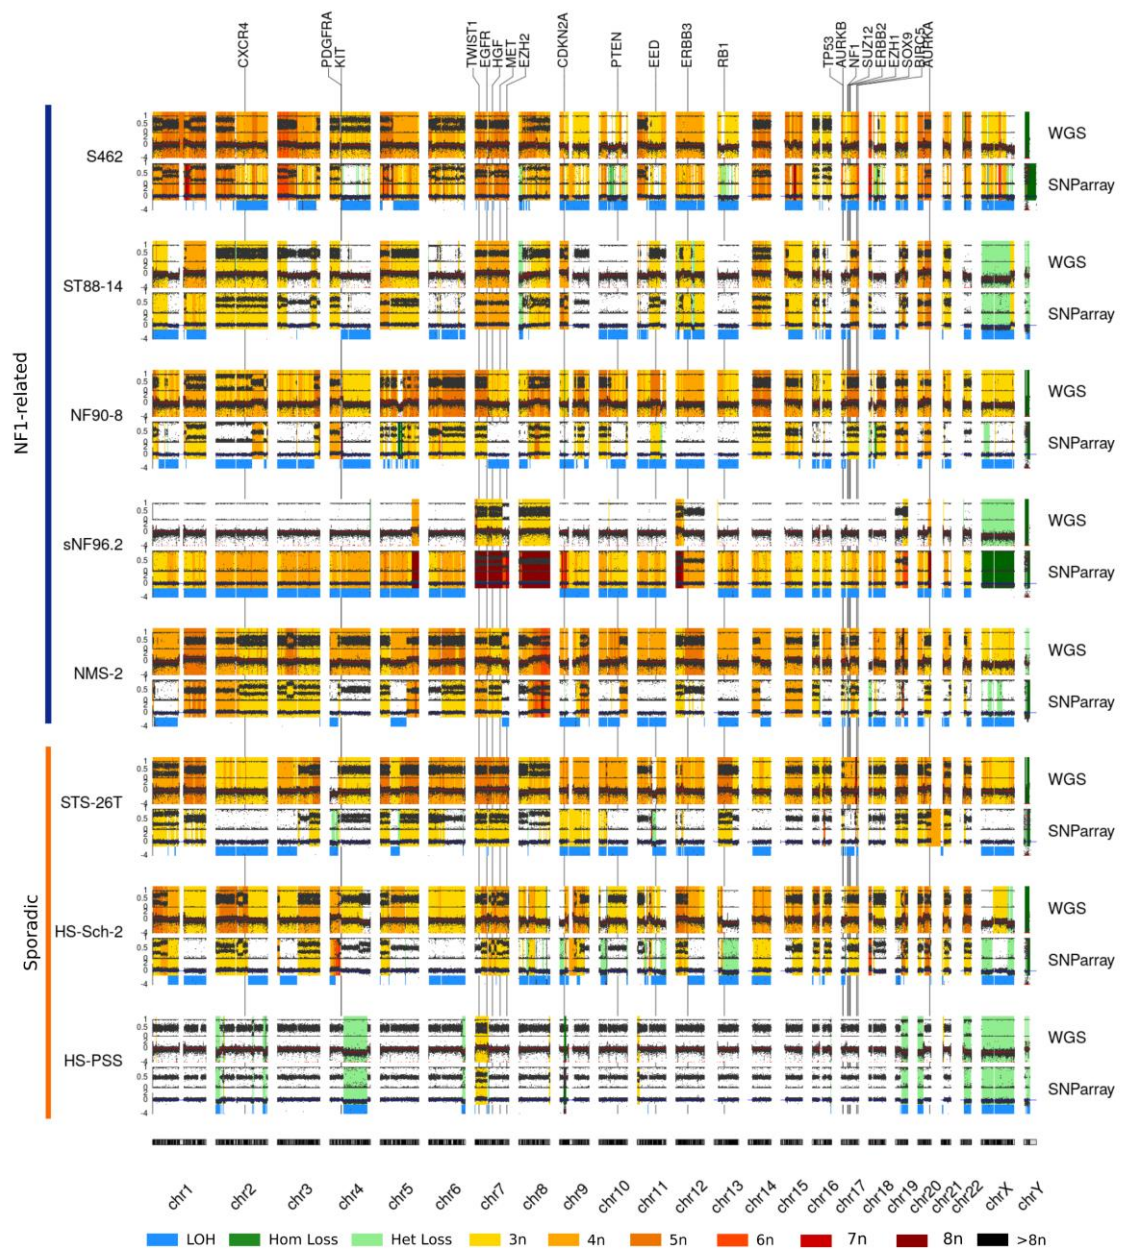 CXCR4
PDGFRA
KIT
TWIST1
EGFR
HGF
MET
EZH2
CDKN2A
PTEN
EED
ERBB3
RB1
TP53
AURKB
NF1
SUZ12
ERBB2
EZH1
SOX9
BIRC5
AURKA
NF1-related
S462
WGS
SNParray
ST88-14
WGS
SNParray
NF90-8
WGS
SNParray
sNF96.2
WGS
SNParray
NMS-2
WGS
SNParray
Sporadic
STS-26T
WGS
SNParray
HS-Sch-2
WGS
SNParray
HS-PSS
WGS
SNParray
chr1 chr2 chr3 chr4 chr5 chr6 chr7 chr8 chr9 chr10 chr11 chr12 chr13 chr14 chr15 chr16 chr17 chr18 chr19 chr20 chr21 chr22 chrX chrY
LOH Hom Loss Het Loss 3n 4n 5n 6n 7n 8n >8n